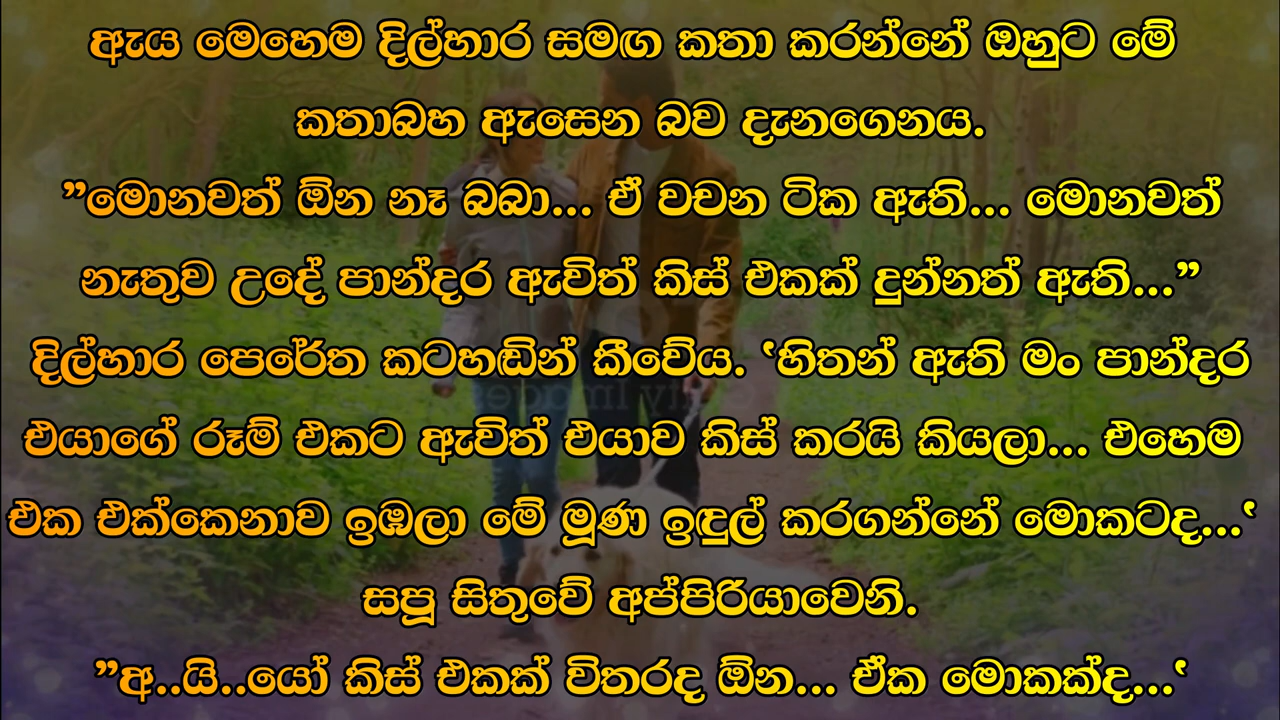 ඇය මෙහෙම දිල්හාර සමඟ කතා කරන්නේ ඔහුට මේ
කතාබහ ඇසෙන බව දැනගෙනය.
”මොනවත් ඕන නෑ බබා... ඒ වචන ටික ඇති... මොනවත්
නැතුව උදේ පාන්දර ඇවිත් කිස් එකක් දුන්නත් ඇති...”
දිල්හාර පෙරේත කටහඬින් කීවේය. ‛හිතන් ඇති මං පාන්දර
එයාගේ රූම් එකට ඇවිත් එයාව කිස් කරයි කියලා... එහෙම
එක එක්කෙනාව ඉඹලා මේ මූණ ඉඳුල් කරගන්නේ මොකටද...‛
සපූ සිතුවේ අප්පිරියාවෙනි.
”අ..යි..යෝ කිස් එකක් විතරද ඕන... ඒක මොකක්ද...‛